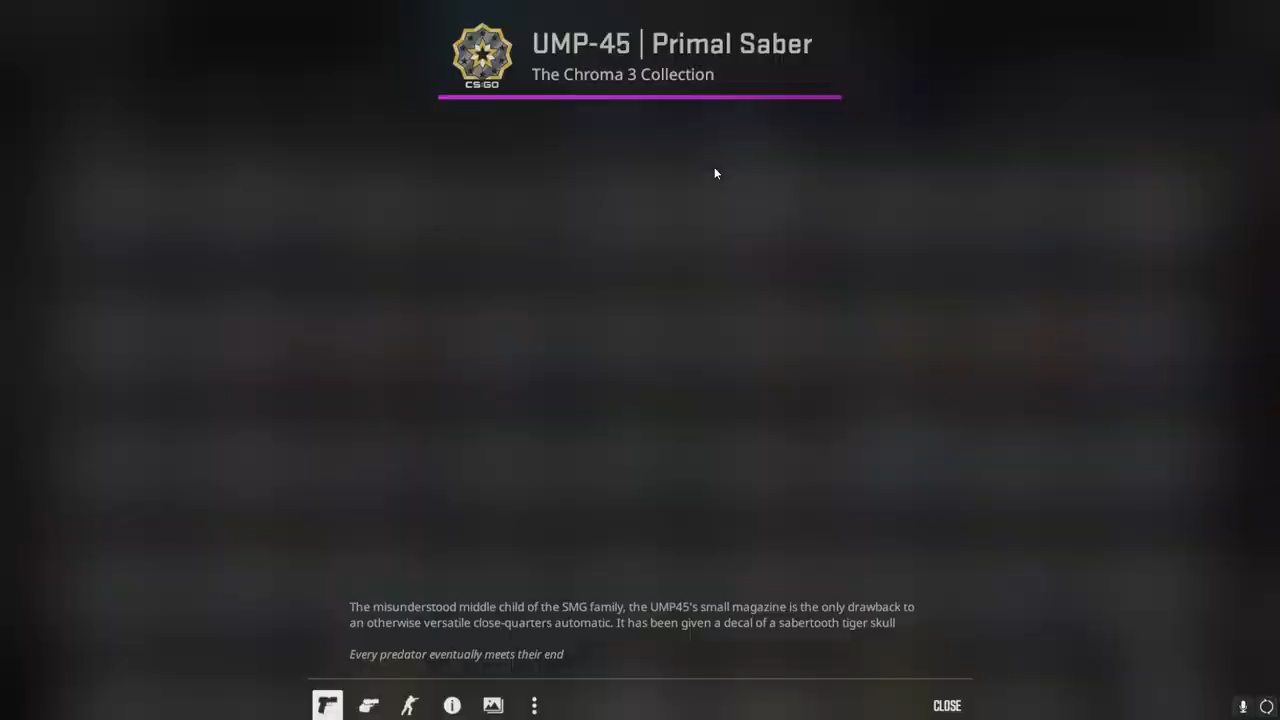 UMP-45 | Primal Saber
CS:GO
The Chroma 3 Collection
The misunderstood middle child of the SMG family, the UMP45's small magazine is the only drawback to
an otherwise versatile close-quarters automatic. It has been given a decal of a sabertooth tiger skull
Every predator eventually meets their end
CLOSE